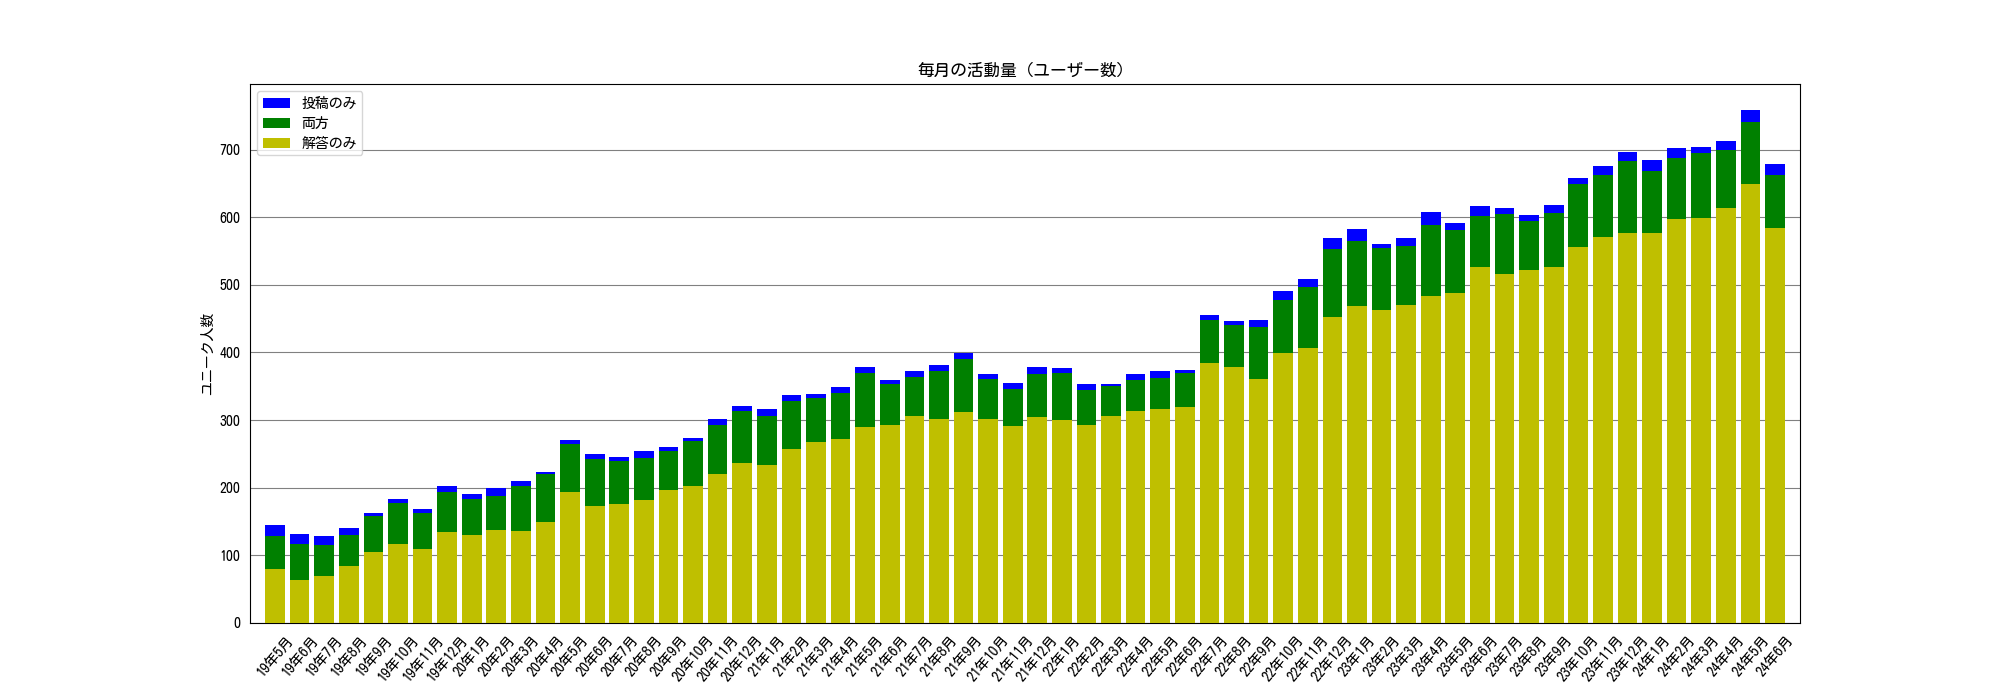 毎月の活動量（ユーザー数）
投稿のみ
両方
解答のみ
ユニーク人数
700
600
500
400
300
200
100
0
19年5月
19年6月
19年7月
19年8月
19年9月
19年10月
19年11月
19年12月
20年1月
20年2月
20年3月
20年4月
20年5月
20年6月
20年7月
20年8月
20年9月
20年10月
20年11月
20年12月
21年1月
21年2月
21年3月
21年4月
21年5月
21年6月
21年7月
21年8月
21年9月
21年10月
21年11月
21年12月
22年1月
22年2月
22年3月
22年4月
22年5月
22年6月
22年7月
22年8月
22年9月
22年10月
22年11月
22年12月
23年1月
23年2月
23年3月
23年4月
23年5月
23年6月
23年7月
23年8月
23年9月
23年10月
23年11月
23年12月
24年1月
24年2月
24年3月
24年4月
24年5月
24年6月